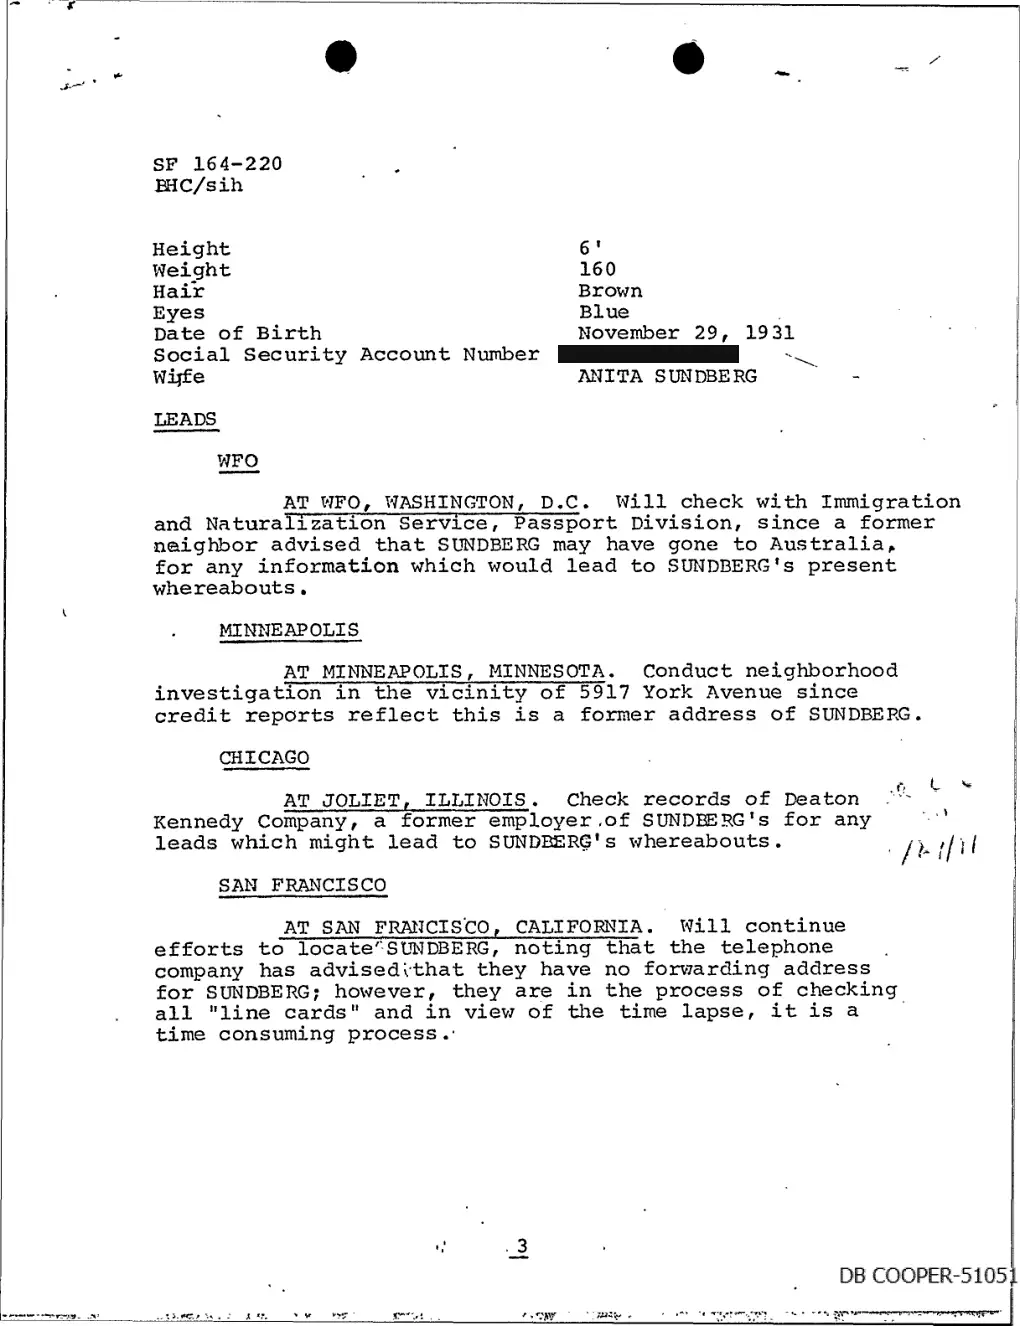 SF 164-220
BHC/sih
Height 6'
Weight 160
Hair Brown
Eyes Blue
Date of Birth November 29, 1931
Social Security Account Number
Wife ANITA SUNDBERG
LEADS
WFO
AT WFO, WASHINGTON, D.C. Will check with Immigration
and Naturalization Service, Passport Division, since a former
neighbor advised that SUNDBERG may have gone to Australia,
for any information which would lead to SUNDBERG's present
whereabouts.
MINNEAPOLIS
AT MINNEAPOLIS, MINNESOTA. Conduct neighborhood
investigation in the vicinity of 5917 York Avenue since
credit reports reflect this is a former address of SUNDBERG.
CHICAGO
AT JOLIET, ILLINOIS. Check records of Deaton
Kennedy Company, a former employer of SUNDBERG's for any
leads which might lead to SUNDBERG's whereabouts.
SAN FRANCISCO
AT SAN FRANCISCO, CALIFORNIA. Will continue
efforts to locate SUNDBERG, noting that the telephone
company has advised that they have no forwarding address
for SUNDBERG; however, they are in the process of checking
all "line cards" and in view of the time lapse, it is a
time consuming process.
3
DB COOPER-51051